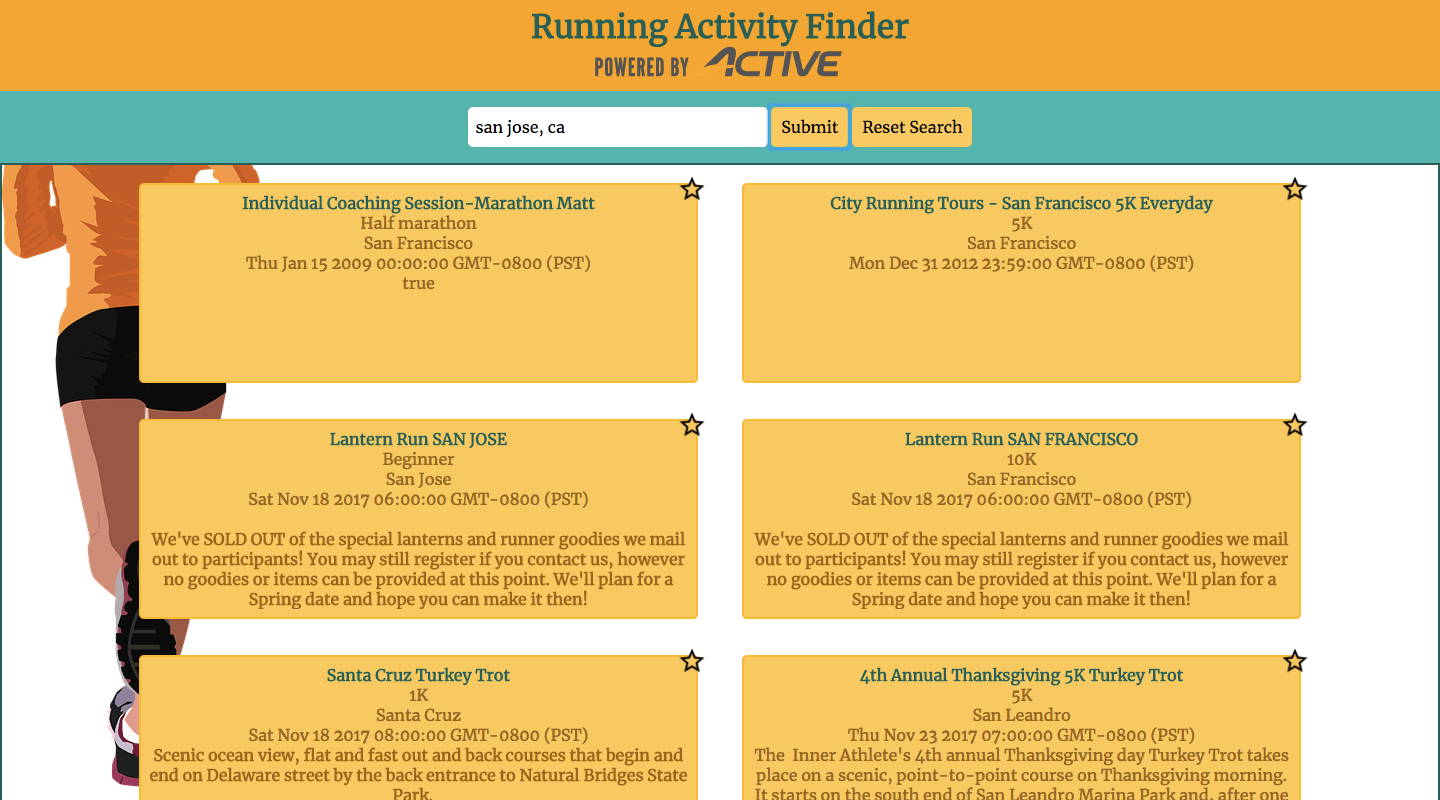 Running Activity Finder
POWERED BY ACTIVE
san jose, ca
Submit
Reset Search
Individual Coaching Session-Marathon Matt
Half marathon
San Francisco
Thu Jan 15 2009 00:00:00 GMT-0800 (PST)
true
City Running Tours - San Francisco 5K Everyday
5K
San Francisco
Mon Dec 31 2012 23:59:00 GMT-0800 (PST)
Lantern Run SAN JOSE
Beginner
San Jose
Sat Nov 18 2017 06:00:00 GMT-0800 (PST)
We've SOLD OUT of the special lanterns and runner goodies we mail
out to participants! You may still register if you contact us, however
no goodies or items can be provided at this point. We'll plan for a
Spring date and hope you can make it then!
Lantern Run SAN FRANCISCO
10K
San Francisco
Sat Nov 18 2017 06:00:00 GMT-0800 (PST)
We've SOLD OUT of the special lanterns and runner goodies we mail
out to participants! You may still register if you contact us, however
no goodies or items can be provided at this point. We'll plan for a
Spring date and hope you can make it then!
Santa Cruz Turkey Trot
1K
Santa Cruz
Sat Nov 18 2017 08:00:00 GMT-0800 (PST)
Scenic ocean view, flat and fast out and back courses that begin and
end on Delaware street by the back entrance to Natural Bridges State
Park.
4th Annual Thanksgiving 5K Turkey Trot
5K
San Leandro
Thu Nov 23 2017 07:00:00 GMT-0800 (PST)
The Inner Athlete's 4th annual Thanksgiving day Turkey Trot takes
place on a scenic, point-to-point course on Thanksgiving morning.
It starts on the south end of San Leandro Marina Park and, after one